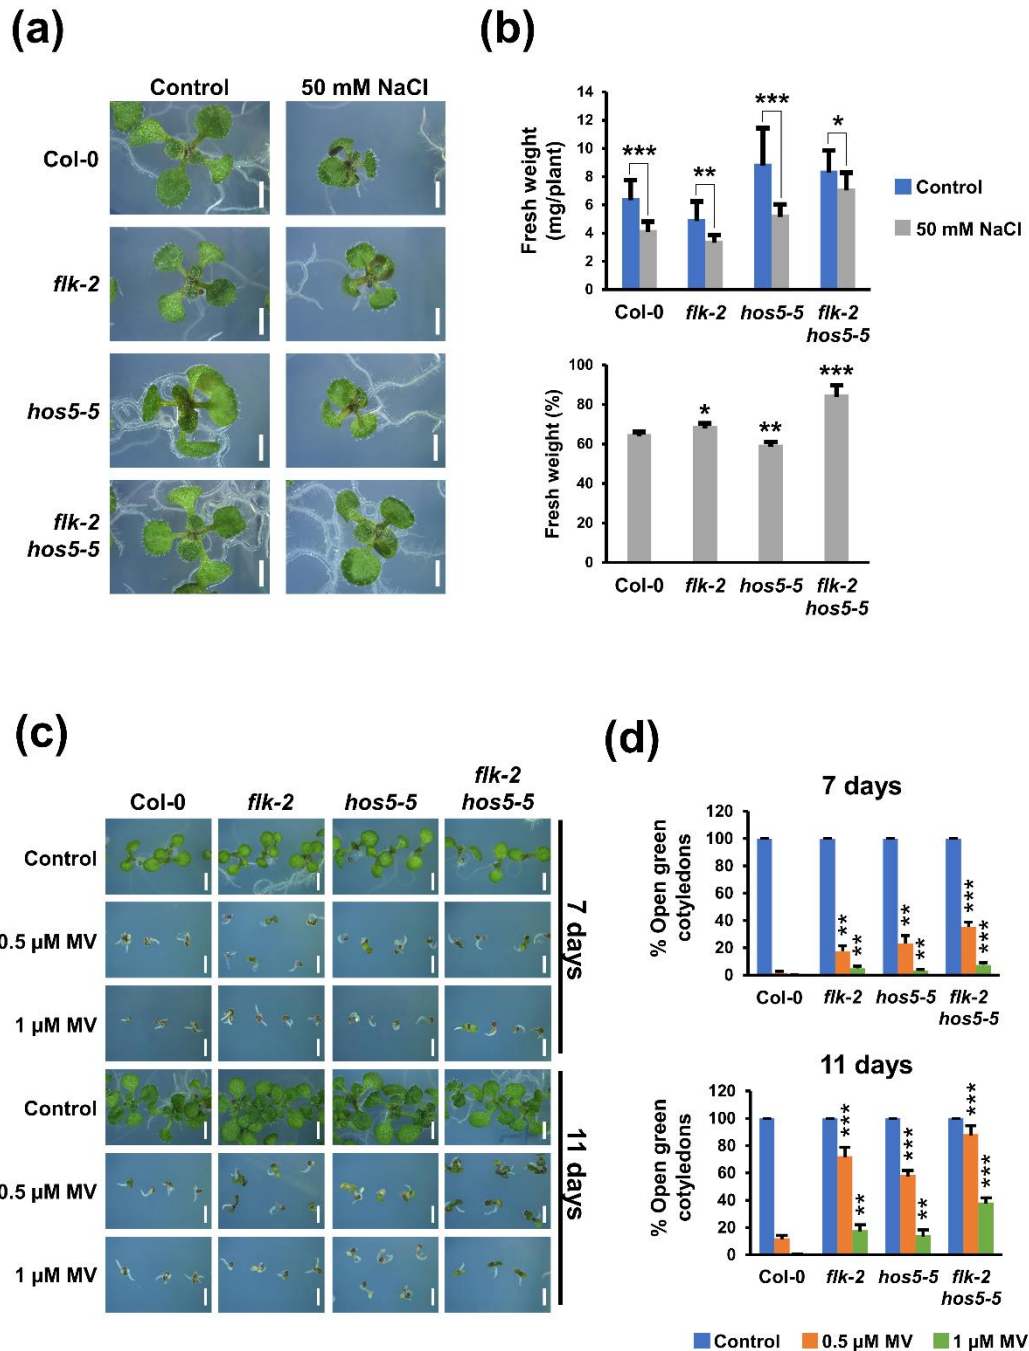 (a)
Control 50 mM NaCl
Col-0
flk-2
hos5-5
flk-2
hos5-5
(b)
Fresh weight
(mg/plant)
14
12
10
8
6
4
2
0
*** ** *** *
Control
50 mM NaCl
Col-0 flk-2 hos5-5 flk-2
hos5-5
Fresh weight (%)
100
80
60
40
20
0
* ** ***
Col-0 flk-2 hos5-5 flk-2
hos5-5
(c)
Col-0 flk-2 hos5-5 flk-2
hos5-5
Control
0.5 µM MV
1 µM MV
7 days
Control
0.5 µM MV
1 µM MV
11 days
(d)
7 days
% Open green
cotyledons
120
100
80
60
40
20
0
** ** ** ** *** ***
Col-0 flk-2 hos5-5 flk-2
hos5-5
11 days
% Open green
cotyledons
120
100
80
60
40
20
0
*** ** *** ** *** ***
Col-0 flk-2 hos5-5 flk-2
hos5-5
Control 0.5 µM MV 1 µM MV